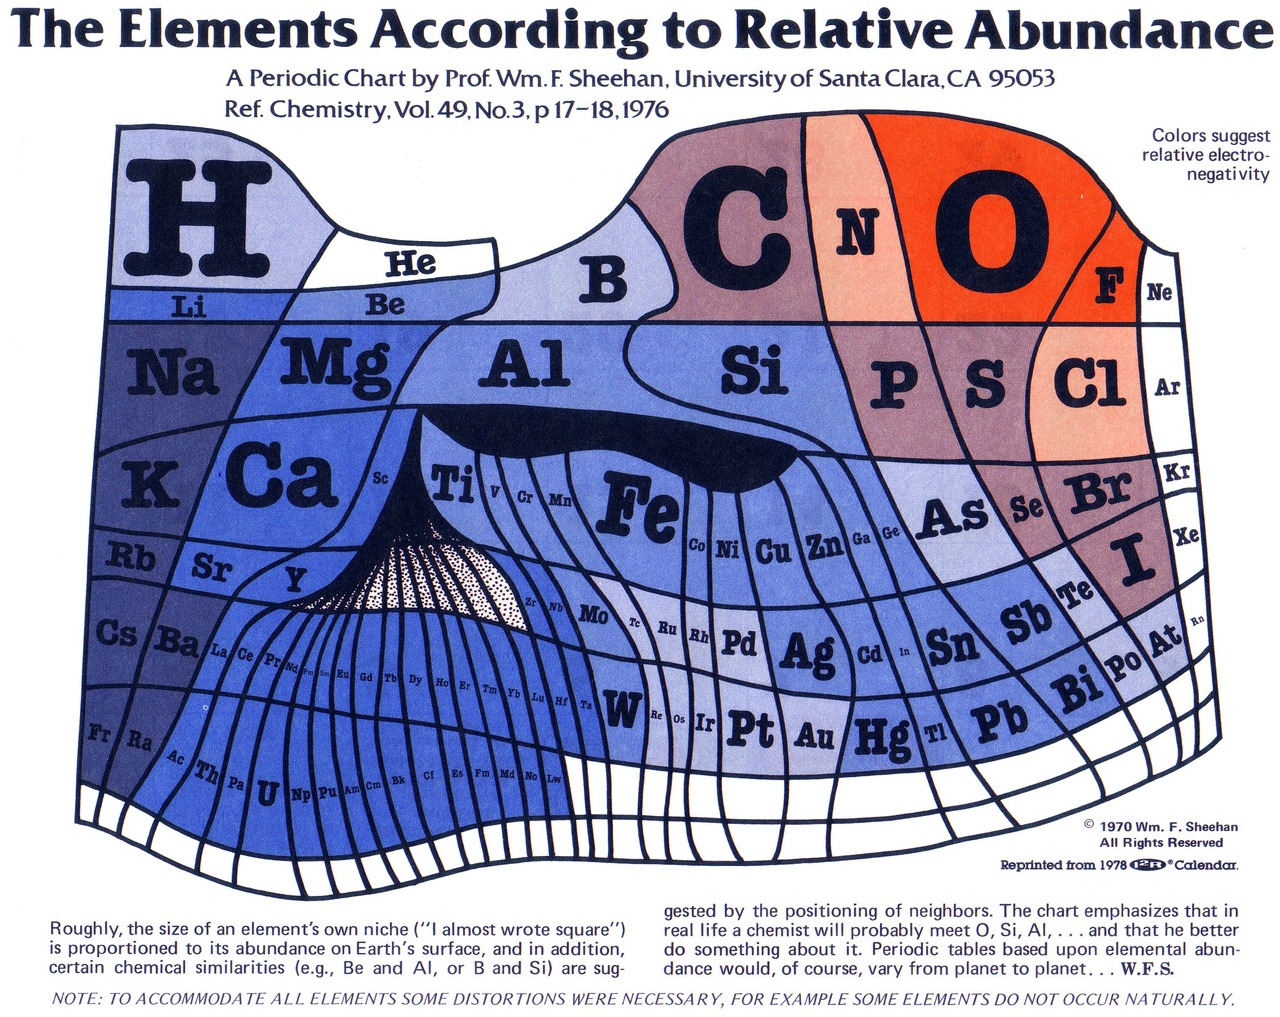 The Elements According to Relative Abundance
A Periodic Chart by Prof. Wm. F. Sheehan, University of Santa Clara, CA 95053
Ref. Chemistry, Vol. 49, No. 3, p 17–18, 1976
Colors suggest
relative electro-
negativity
H He
Li Be B C N O F Ne
Na Mg Al Si P S Cl Ar
K Ca Sc Ti V Cr Mn Fe Co Ni Cu Zn Ga Ge As Se Br Kr
Rb Sr Y Zr Nb Mo Tc Ru Rh Pd Ag Cd In Sn Sb Te I Xe
Cs Ba La Ce Pr Nd Pm Sm Eu Gd Tb Dy Ho Er Tm Yb Lu Hf Ta W Re Os Ir Pt Au Hg Tl Pb Bi Po At Rn
Fr Ra Ac Th Pa U Np Pu Am Cm Bk Cf Es Fm Md No Lw
© 1970 Wm. F. Sheehan
All Rights Reserved
Reprinted from 1978 ® Calendar.
Roughly, the size of an element's own niche ("I almost wrote square")
is proportioned to its abundance on Earth's surface, and in addition,
certain chemical similarities (e.g., Be and Al, or B and Si) are sug-
gested by the positioning of neighbors. The chart emphasizes that in
real life a chemist will probably meet O, Si, Al, . . . and that he better
do something about it. Periodic tables based upon elemental abun-
dance would, of course, vary from planet to planet. . . W.F.S.
NOTE: TO ACCOMMODATE ALL ELEMENTS SOME DISTORTIONS WERE NECESSARY, FOR EXAMPLE SOME ELEMENTS DO NOT OCCUR NATURALLY.